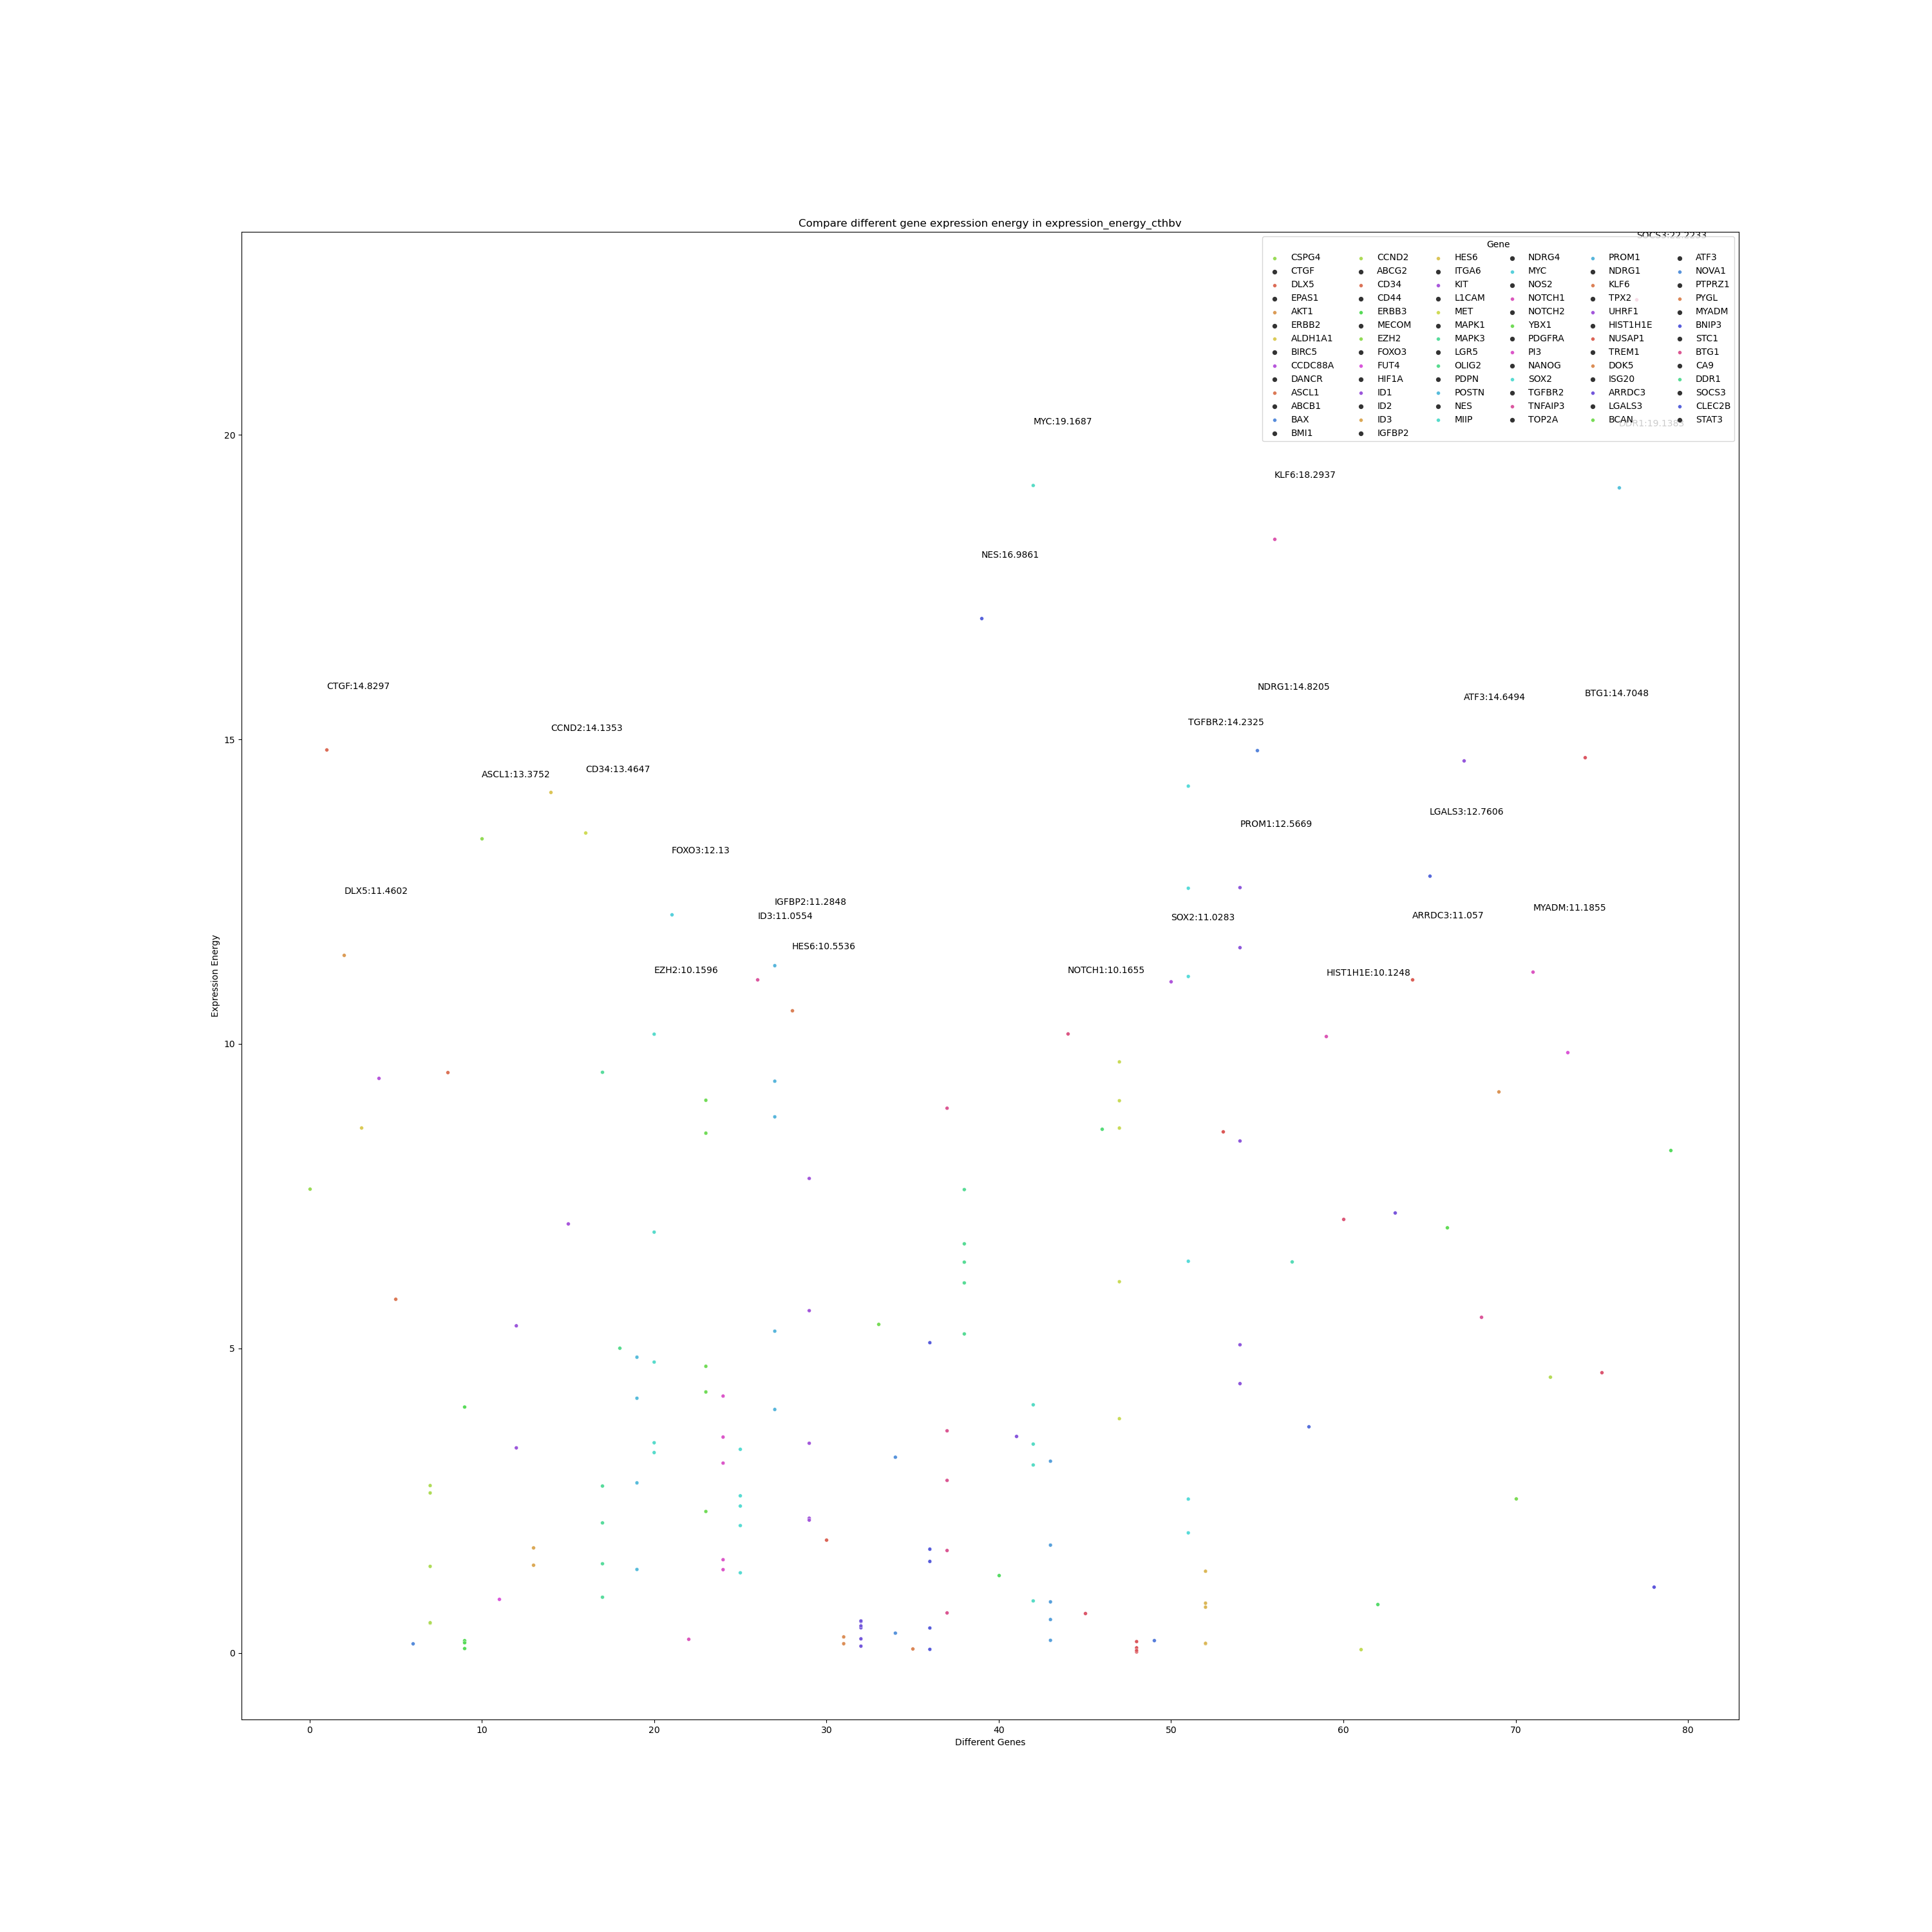 Compare different gene expression energy in expression_energy_cthbv
SOCS3:22.2233
Gene
CSPG4 CCND2 HES6 NDRG4 PROM1 ATF3
CTGF ABCG2 ITGA6 MYC NDRG1 NOVA1
DLX5 CD34 KIT NOS2 KLF6 PTPRZ1
EPAS1 CD44 L1CAM NOTCH1 TPX2 PYGL
AKT1 ERBB3 MET NOTCH2 UHRF1 MYADM
ERBB2 MECOM MAPK1 YBX1 HIST1H1E BNIP3
ALDH1A1 EZH2 MAPK3 PDGFRA NUSAP1 STC1
BIRC5 FOXO3 LGR5 PI3 TREM1 BTG1
CCDC88A FUT4 OLIG2 NANOG DOK5 CA9
DANCR HIF1A PDPN SOX2 ISG20 DDR1
ASCL1 ID1 POSTN TGFBR2 ARRDC3 SOCS3
ABCB1 ID2 NES TNFAIP3 LGALS3 CLEC2B
BAX ID3 MIIP TOP2A BCAN STAT3
BMI1 IGFBP2
DDR1:19.1383
MYC:19.1687
20
KLF6:18.2937
NES:16.9861
CTGF:14.8297
NDRG1:14.8205
BTG1:14.7048
ATF3:14.6494
TGFBR2:14.2325
CCND2:14.1353
15
CD34:13.4647
ASCL1:13.3752
LGALS3:12.7606
PROM1:12.5669
FOXO3:12.13
DLX5:11.4602
IGFBP2:11.2848
MYADM:11.1855
ID3:11.0554
SOX2:11.0283
ARRDC3:11.057
HES6:10.5536
EZH2:10.1596
NOTCH1:10.1655
HIST1H1E:10.1248
Expression Energy
10
5
0
0 10 20 30 40 50 60 70 80
Different Genes